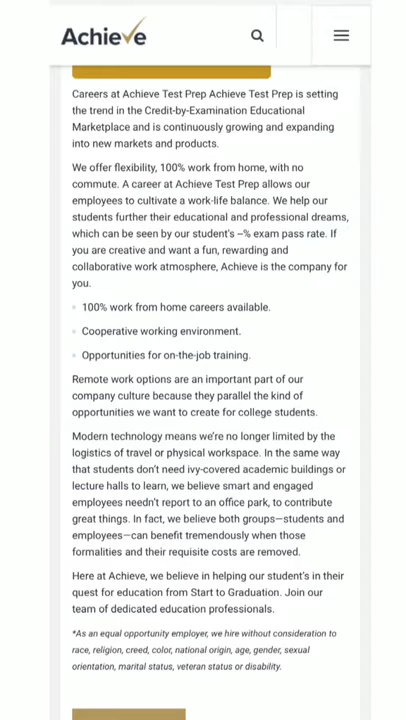 Achieve
Careers at Achieve Test Prep Achieve Test Prep is setting
the trend in the Credit-by-Examination Educational
Marketplace and is continuously growing and expanding
into new markets and products.
We offer flexibility, 100% work from home, with no
commute. A career at Achieve Test Prep allows our
employees to cultivate a work-life balance. We help our
students further their educational and professional dreams,
which can be seen by our student's –% exam pass rate. If
you are creative and want a fun, rewarding and
collaborative work atmosphere, Achieve is the company for
you.
100% work from home careers available.
Cooperative working environment.
Opportunities for on-the-job training.
Remote work options are an important part of our
company culture because they parallel the kind of
opportunities we want to create for college students.
Modern technology means we're no longer limited by the
logistics of travel or physical workspace. In the same way
that students don't need ivy-covered academic buildings or
lecture halls to learn, we believe smart and engaged
employees needn't report to an office park, to contribute
great things. In fact, we believe both groups—students and
employees—can benefit tremendously when those
formalities and their requisite costs are removed.
Here at Achieve, we believe in helping our student's in their
quest for education from Start to Graduation. Join our
team of dedicated education professionals.
*As an equal opportunity employer, we hire without consideration to
race, religion, creed, color, national origin, age, gender, sexual
orientation, marital status, veteran status or disability.